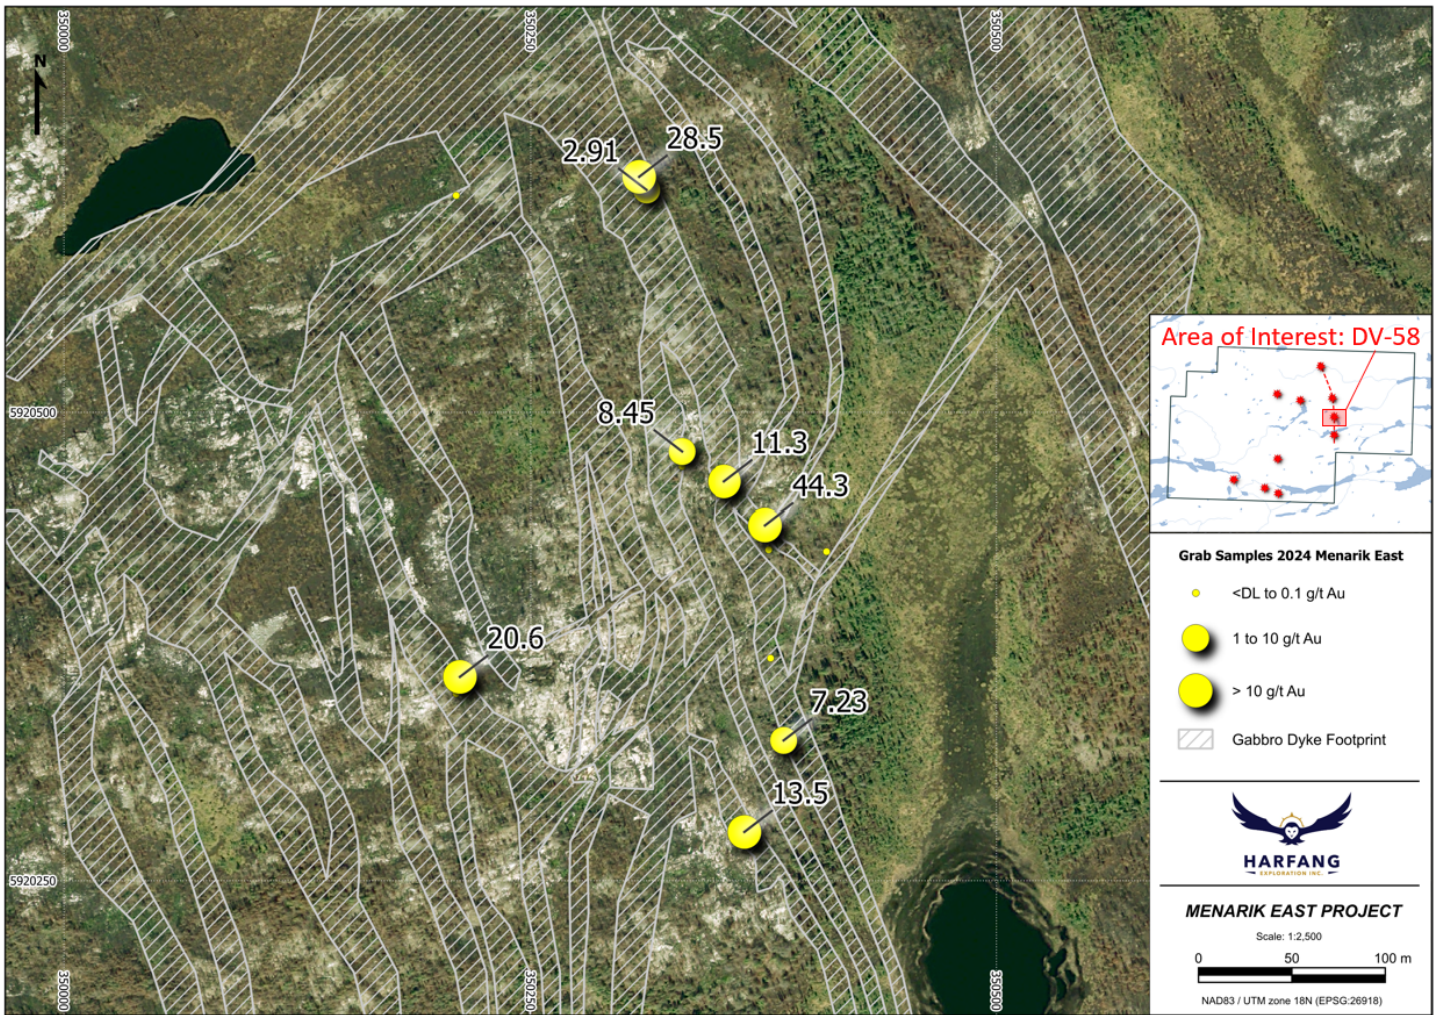 350000
350250
350500
N
28.5
2.91
Area of Interest: DV-58
5920500
8.45
11.3
44.3
20.6
7.23
13.5
5920250
350000
350250
350500
Grab Samples 2024 Menarik East
<DL to 0.1 g/t Au
1 to 10 g/t Au
> 10 g/t Au
Gabbro Dyke Footprint
HARFANG
EXPLORATION INC.
MENARIK EAST PROJECT
Scale: 1:2,500
0 50 100 m
NAD83 / UTM zone 18N (EPSG:26918)